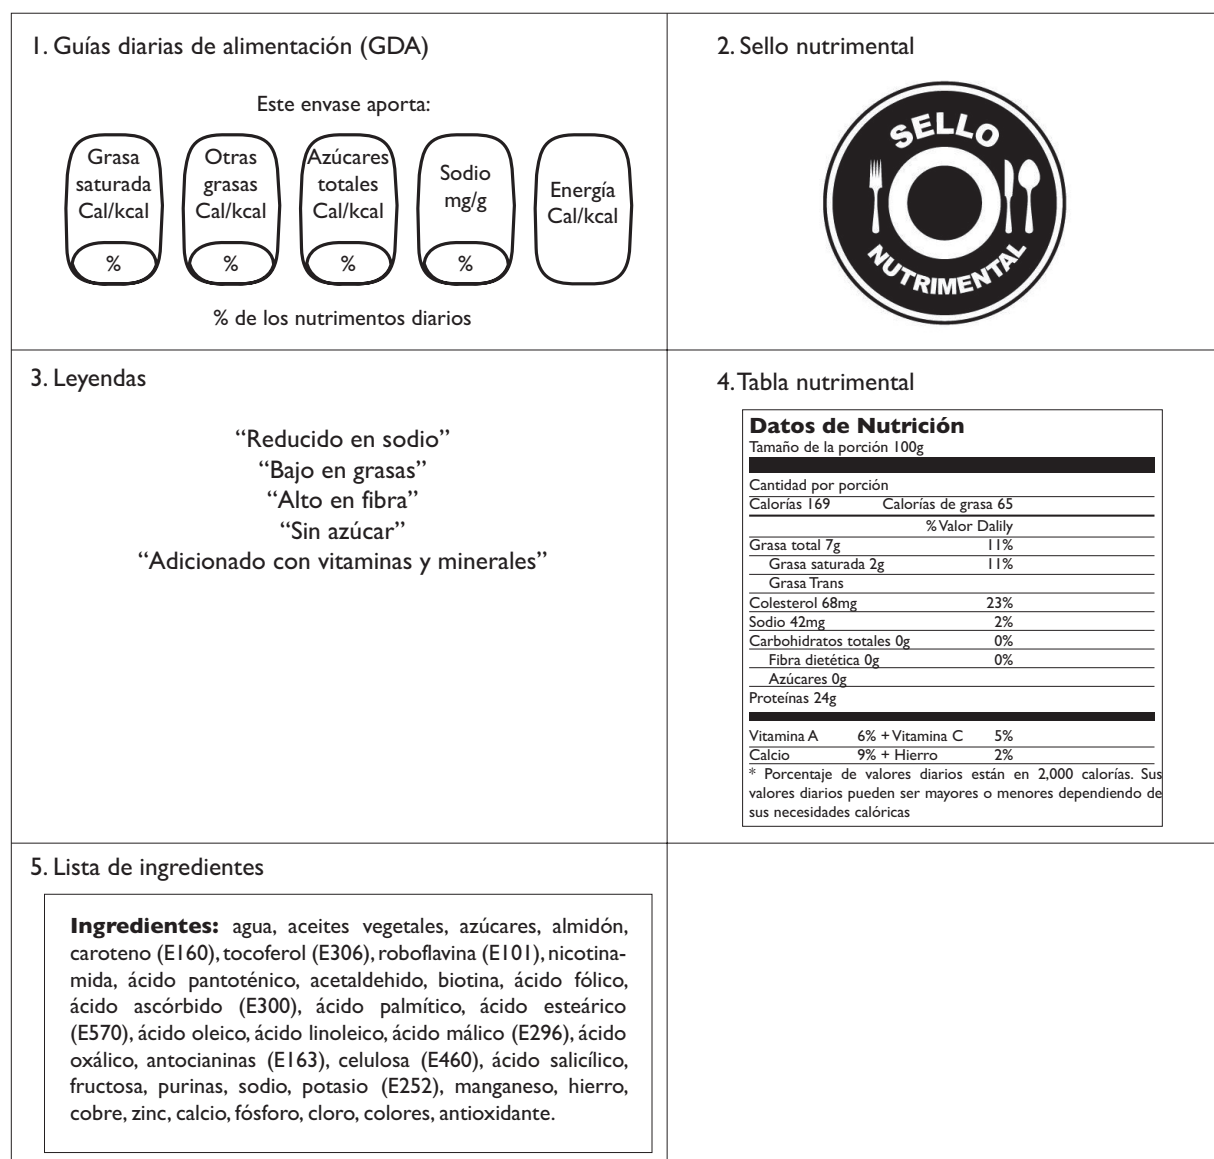 1. Guías diarias de alimentación (GDA)
Este envase aporta:
Grasa
saturada
Cal/kcal
%
Otras
grasas
Cal/kcal
%
Azúcares
totales
Cal/kcal
%
Sodio
mg/g
%
Energía
Cal/kcal
% de los nutrimentos diarios
2. Sello nutrimental
SELLO
NUTRIMENTAL
3. Leyendas
“Reducido en sodio”
“Bajo en grasas”
“Alto en fibra”
“Sin azúcar”
“Adicionado con vitaminas y minerales”
4. Tabla nutrimental
Datos de Nutrición
Tamaño de la porción 100g
Cantidad por porción
Calorías 169 Calorías de grasa 65
% Valor Dalily
Grasa total 7g 11%
Grasa saturada 2g 11%
Grasa Trans
Colesterol 68mg 23%
Sodio 42mg 2%
Carbohidratos totales 0g 0%
Fibra dietética 0g 0%
Azúcares 0g
Proteínas 24g
Vitamina A 6% + Vitamina C 5%
Calcio 9% + Hierro 2%
* Porcentaje de valores diarios están en 2,000 calorías. Sus
valores diarios pueden ser mayores o menores dependiendo de
sus necesidades calóricas
5. Lista de ingredientes
Ingredientes: agua, aceites vegetales, azúcares, almidón,
caroteno (E160), tocoferol (E306), roboflavina (E101), nicotina-
mida, ácido pantoténico, acetaldehido, biotina, ácido fólico,
ácido ascórbido (E300), ácido palmítico, ácido esteárico
(E570), ácido oleico, ácido linoleico, ácido málico (E296), ácido
oxálico, antocianinas (E163), celulosa (E460), ácido salicílico,
fructosa, purinas, sodio, potasio (E252), manganeso, hierro,
cobre, zinc, calcio, fósforo, cloro, colores, antioxidante.